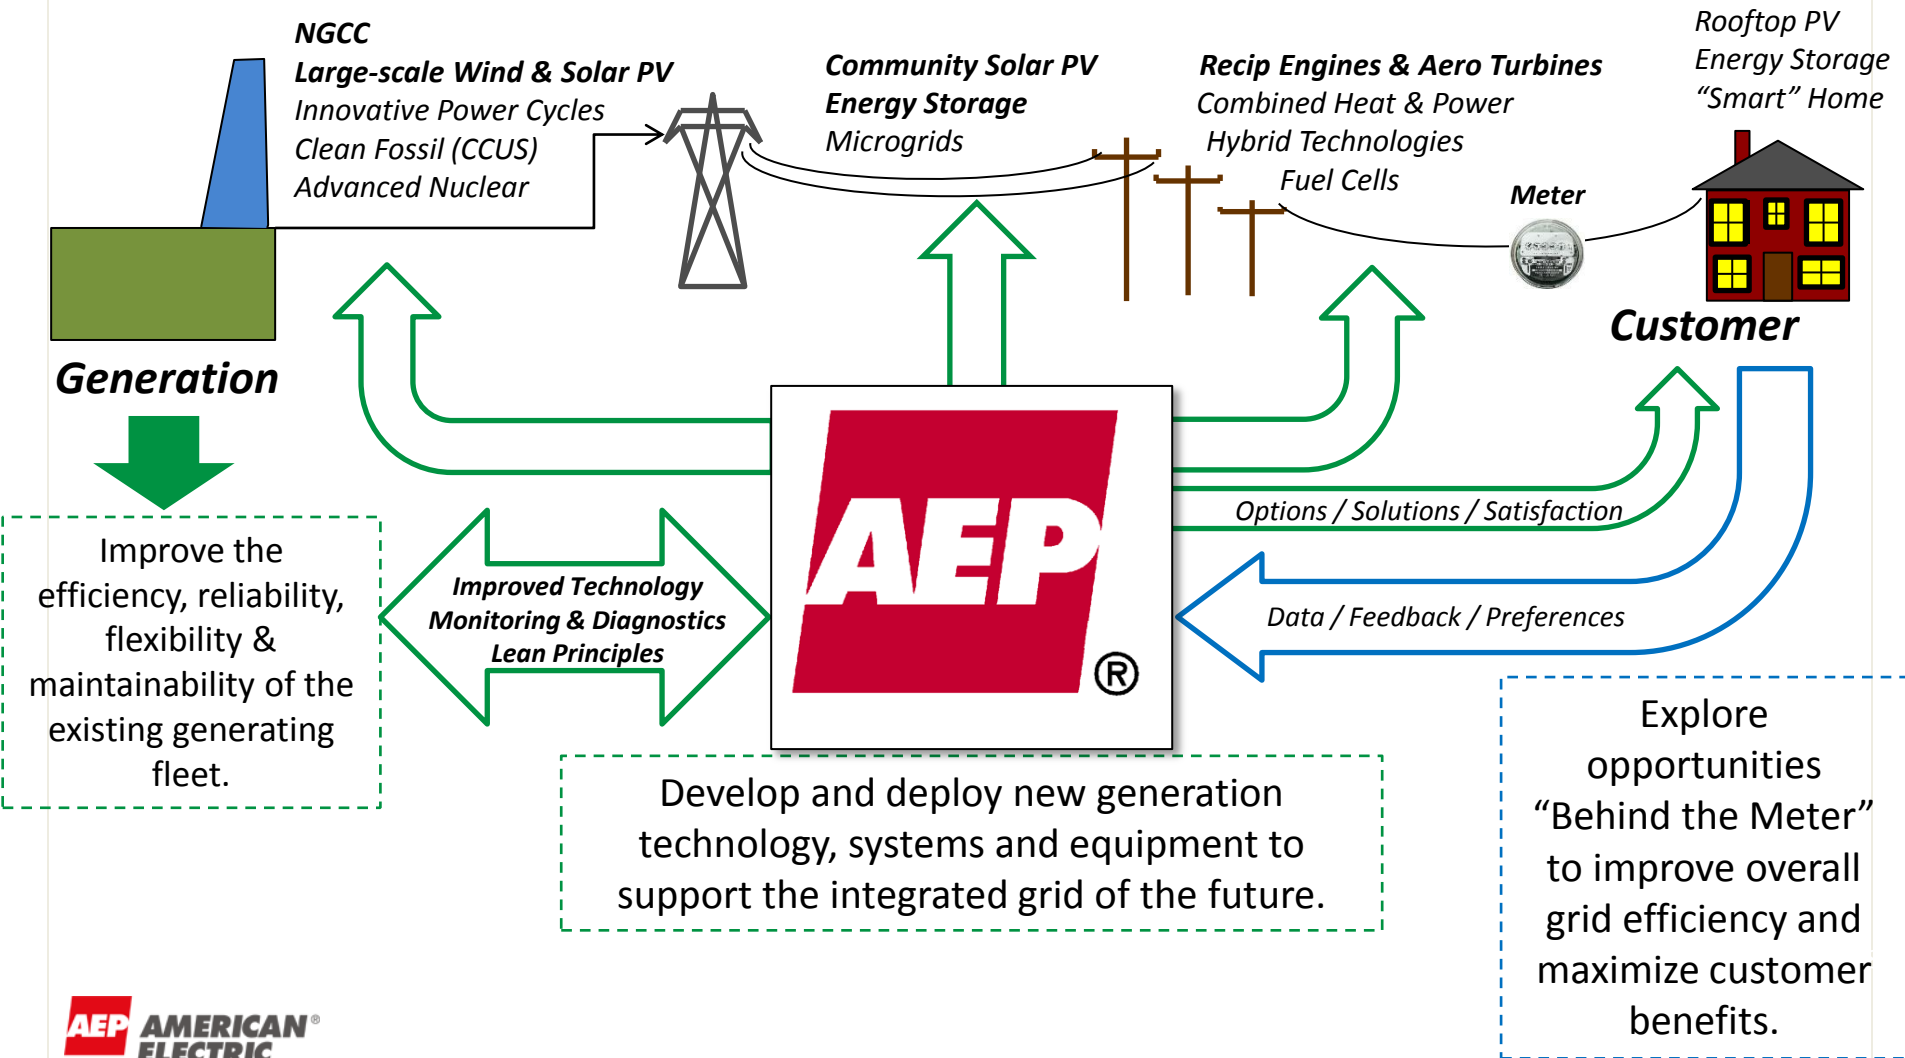 NGCC
Large-scale Wind & Solar PV
Innovative Power Cycles
Clean Fossil (CCUS)
Advanced Nuclear
Community Solar PV
Energy Storage
Microgrids
Recip Engines & Aero Turbines
Combined Heat & Power
Hybrid Technologies
Fuel Cells
Meter
Rooftop PV
Energy Storage
“Smart” Home
Customer
Generation
Improve the
efficiency, reliability,
flexibility &
maintainability of the
existing generating
fleet.
Improved Technology
Monitoring & Diagnostics
Lean Principles
AEP
®
Options / Solutions / Satisfaction
Data / Feedback / Preferences
Develop and deploy new generation
technology, systems and equipment to
support the integrated grid of the future.
Explore
opportunities
“Behind the Meter”
to improve overall
grid efficiency and
maximize customer
benefits.
AEP
AMERICAN®
ELECTRIC